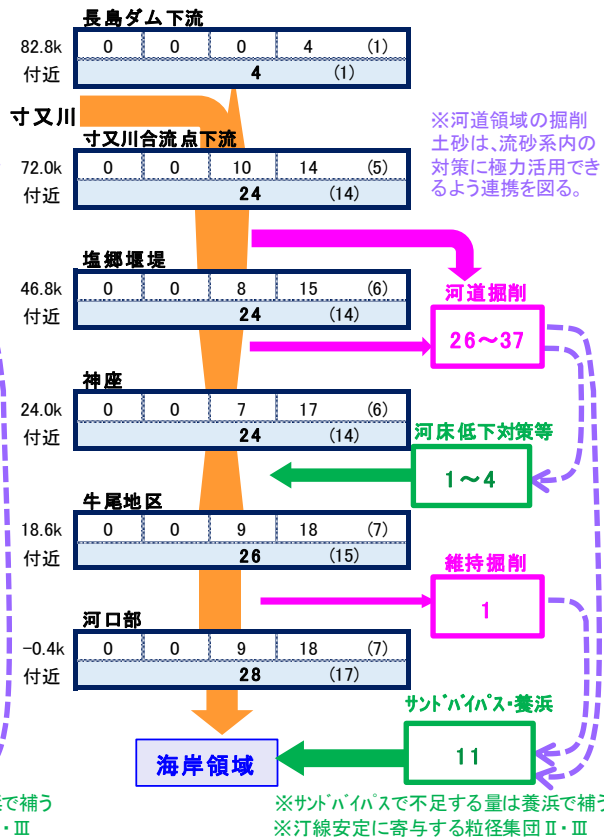 長島ダム下流
82.8k 0 0 0 4 (1)
付近 4 (1)
寸又川
※河道領域の掘削
土砂は、流砂系内の
対策に極力活用でき
るよう連携を図る。
寸又川合流点下流
72.0k 0 0 10 14 (5)
付近 24 (14)
塩郷堰堤
46.8k 0 0 8 15 (6)
付近 24 (14)
河道掘削
26～37
神座
24.0k 0 0 7 17 (6)
付近 24 (14)
河床低下対策等
1～4
牛尾地区
18.6k 0 0 9 18 (7)
付近 26 (15)
維持掘削
1
河口部
−0.4k 0 0 9 18 (7)
付近 28 (17)
サンドバイパス・養浜
11
海岸領域
で補う
・Ⅲ
※サンドバイパスで不足する量は養浜で補う
※汀線安定に寄与する粒径集団Ⅱ・Ⅲ